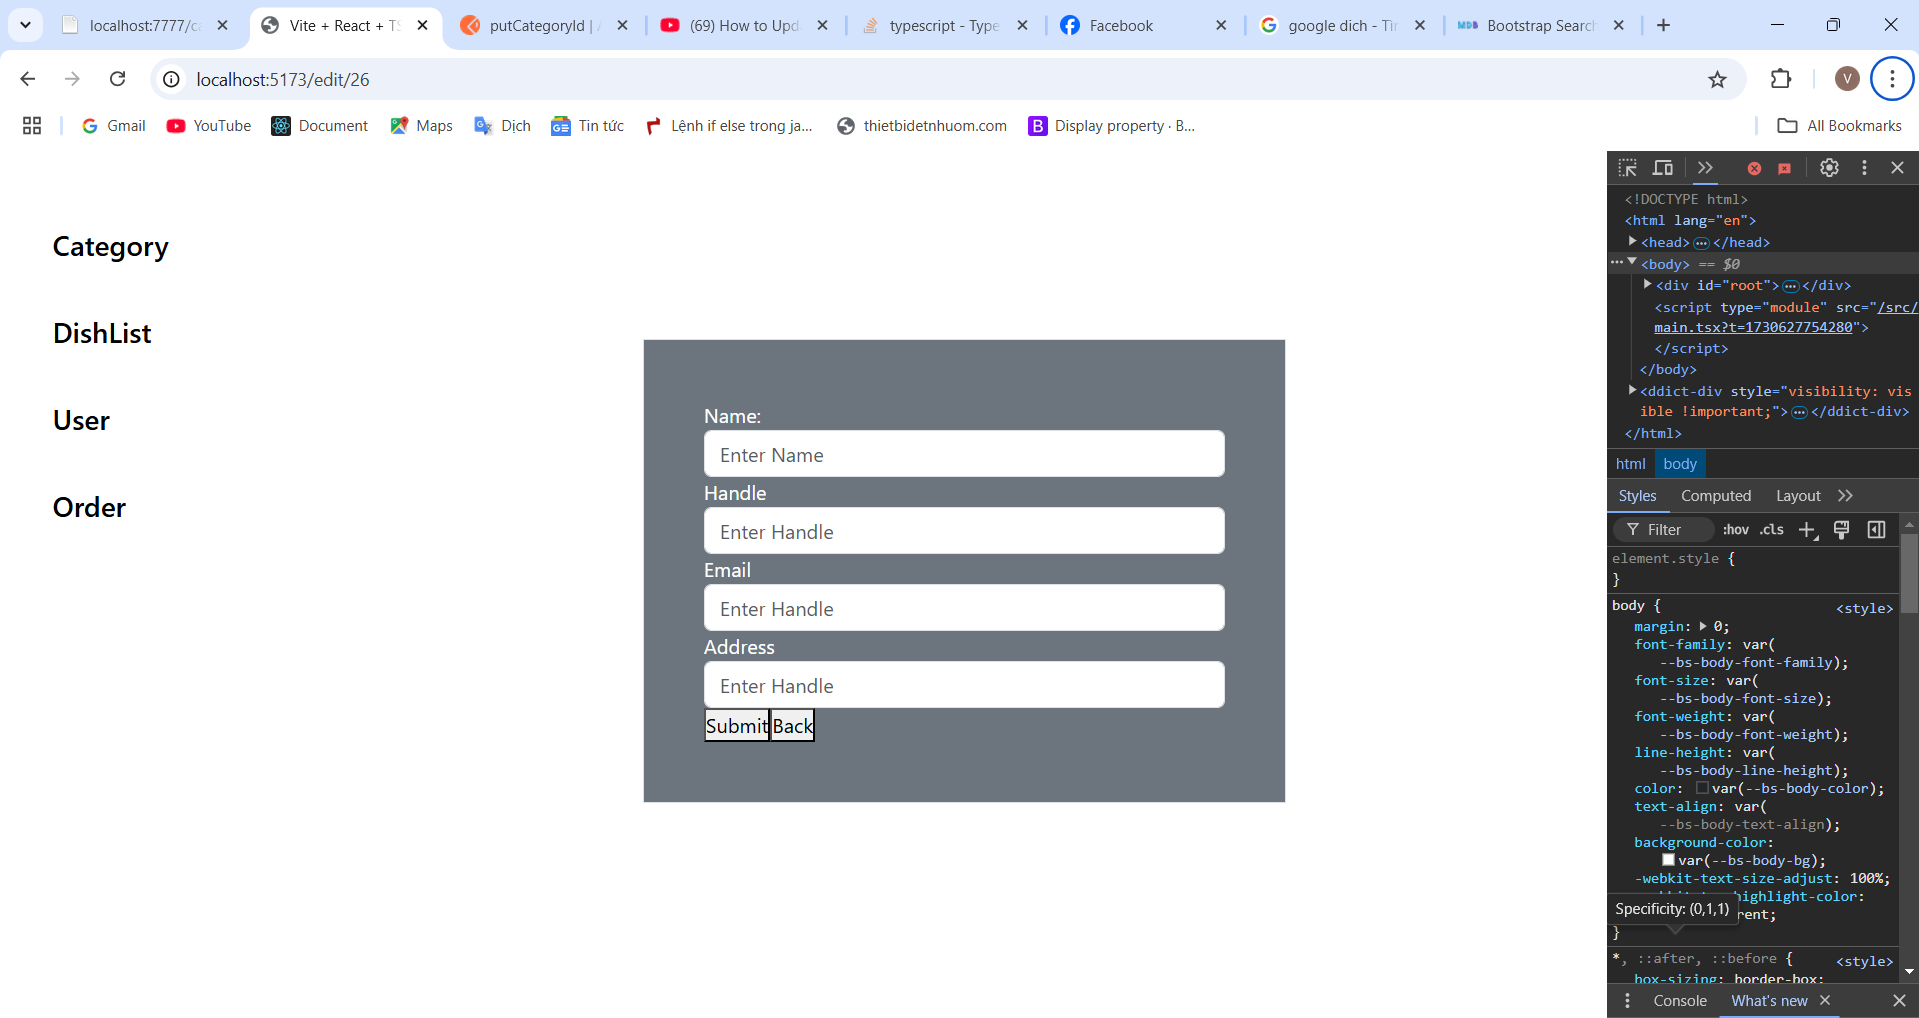 localhost:7777/ca
Vite + React + TS
putCategoryId | A
(69) How to Upd
typescript - Type
Facebook
google dich - Tìn
Bootstrap Search
localhost:5173/edit/26
V
Gmail
YouTube
Document
Maps
Dịch
Tin tức
Lệnh if else trong ja...
thietbidetnhuom.com
Display property · B...
All Bookmarks
Category
DishList
User
Order
Name:
Enter Name
Handle
Enter Handle
Email
Enter Handle
Address
Enter Handle
Submit
Back
<!DOCTYPE html>
<html lang="en">
<head> … </head>
<body> == $0
<div id="root"> … </div>
<script type="module" src="/src/
main.tsx?t=1730627754280">
</script>
</body>
<ddict-div style="visibility: vis
ible !important;"> … </ddict-div>
</html>
html body
Styles Computed Layout
Filter :hov .cls
element.style {
}
body { <style>
margin: 0;
font-family: var(
--bs-body-font-family);
font-size: var(
--bs-body-font-size);
font-weight: var(
--bs-body-font-weight);
line-height: var(
--bs-body-line-height);
color: var(--bs-body-color);
text-align: var(
--bs-body-text-align);
background-color:
var(--bs-body-bg);
-webkit-text-size-adjust: 100%;
highlight-color:
rent;
Specificity: (0,1,1)
}
*, ::after, ::before { <style>
box-sizing: border-box;
Console What's new